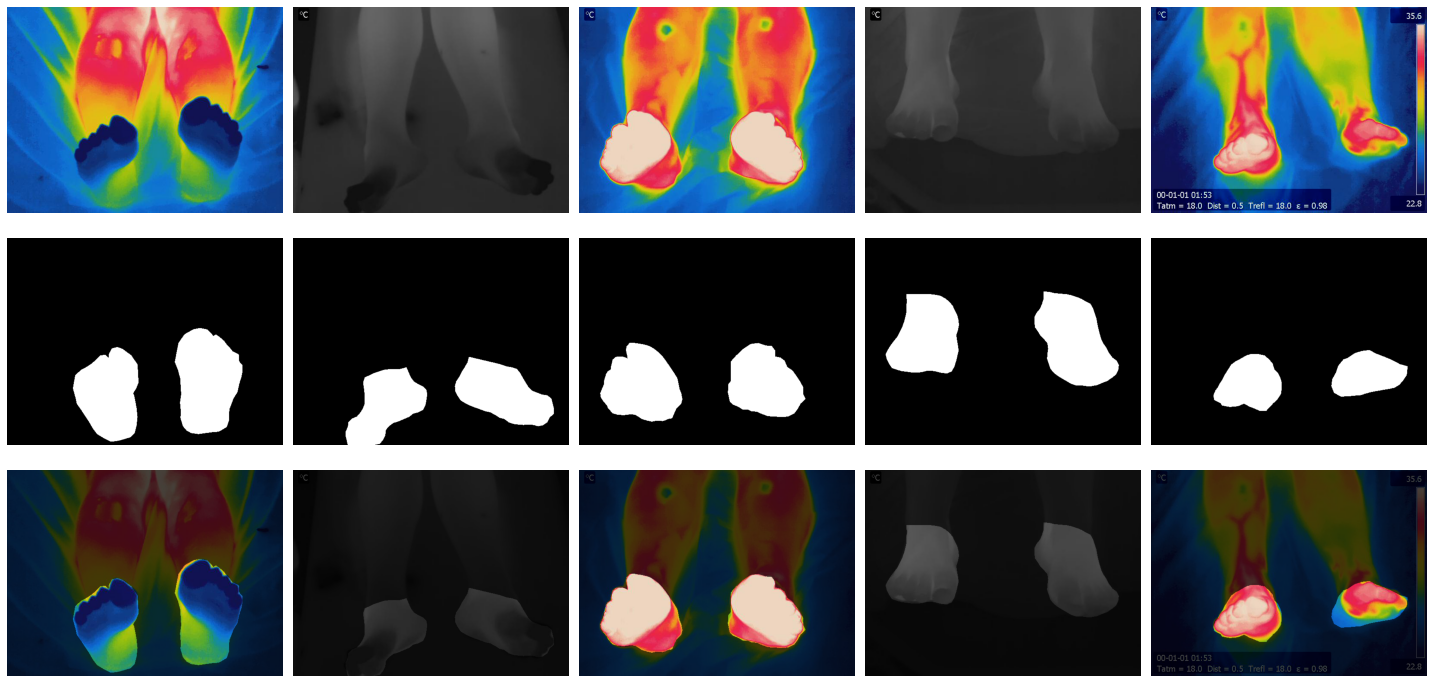 °C
°C
°C
°C
35.6
00-01-01 01:53
Tatm = 18.0 Dist = 0.5 Trefl = 18.0 ε = 0.98
22.8
°C
°C
°C
°C
35.6
00-01-01 01:53
Tatm = 18.0 Dist = 0.5 Trefl = 18.0 ε = 0.98
22.8